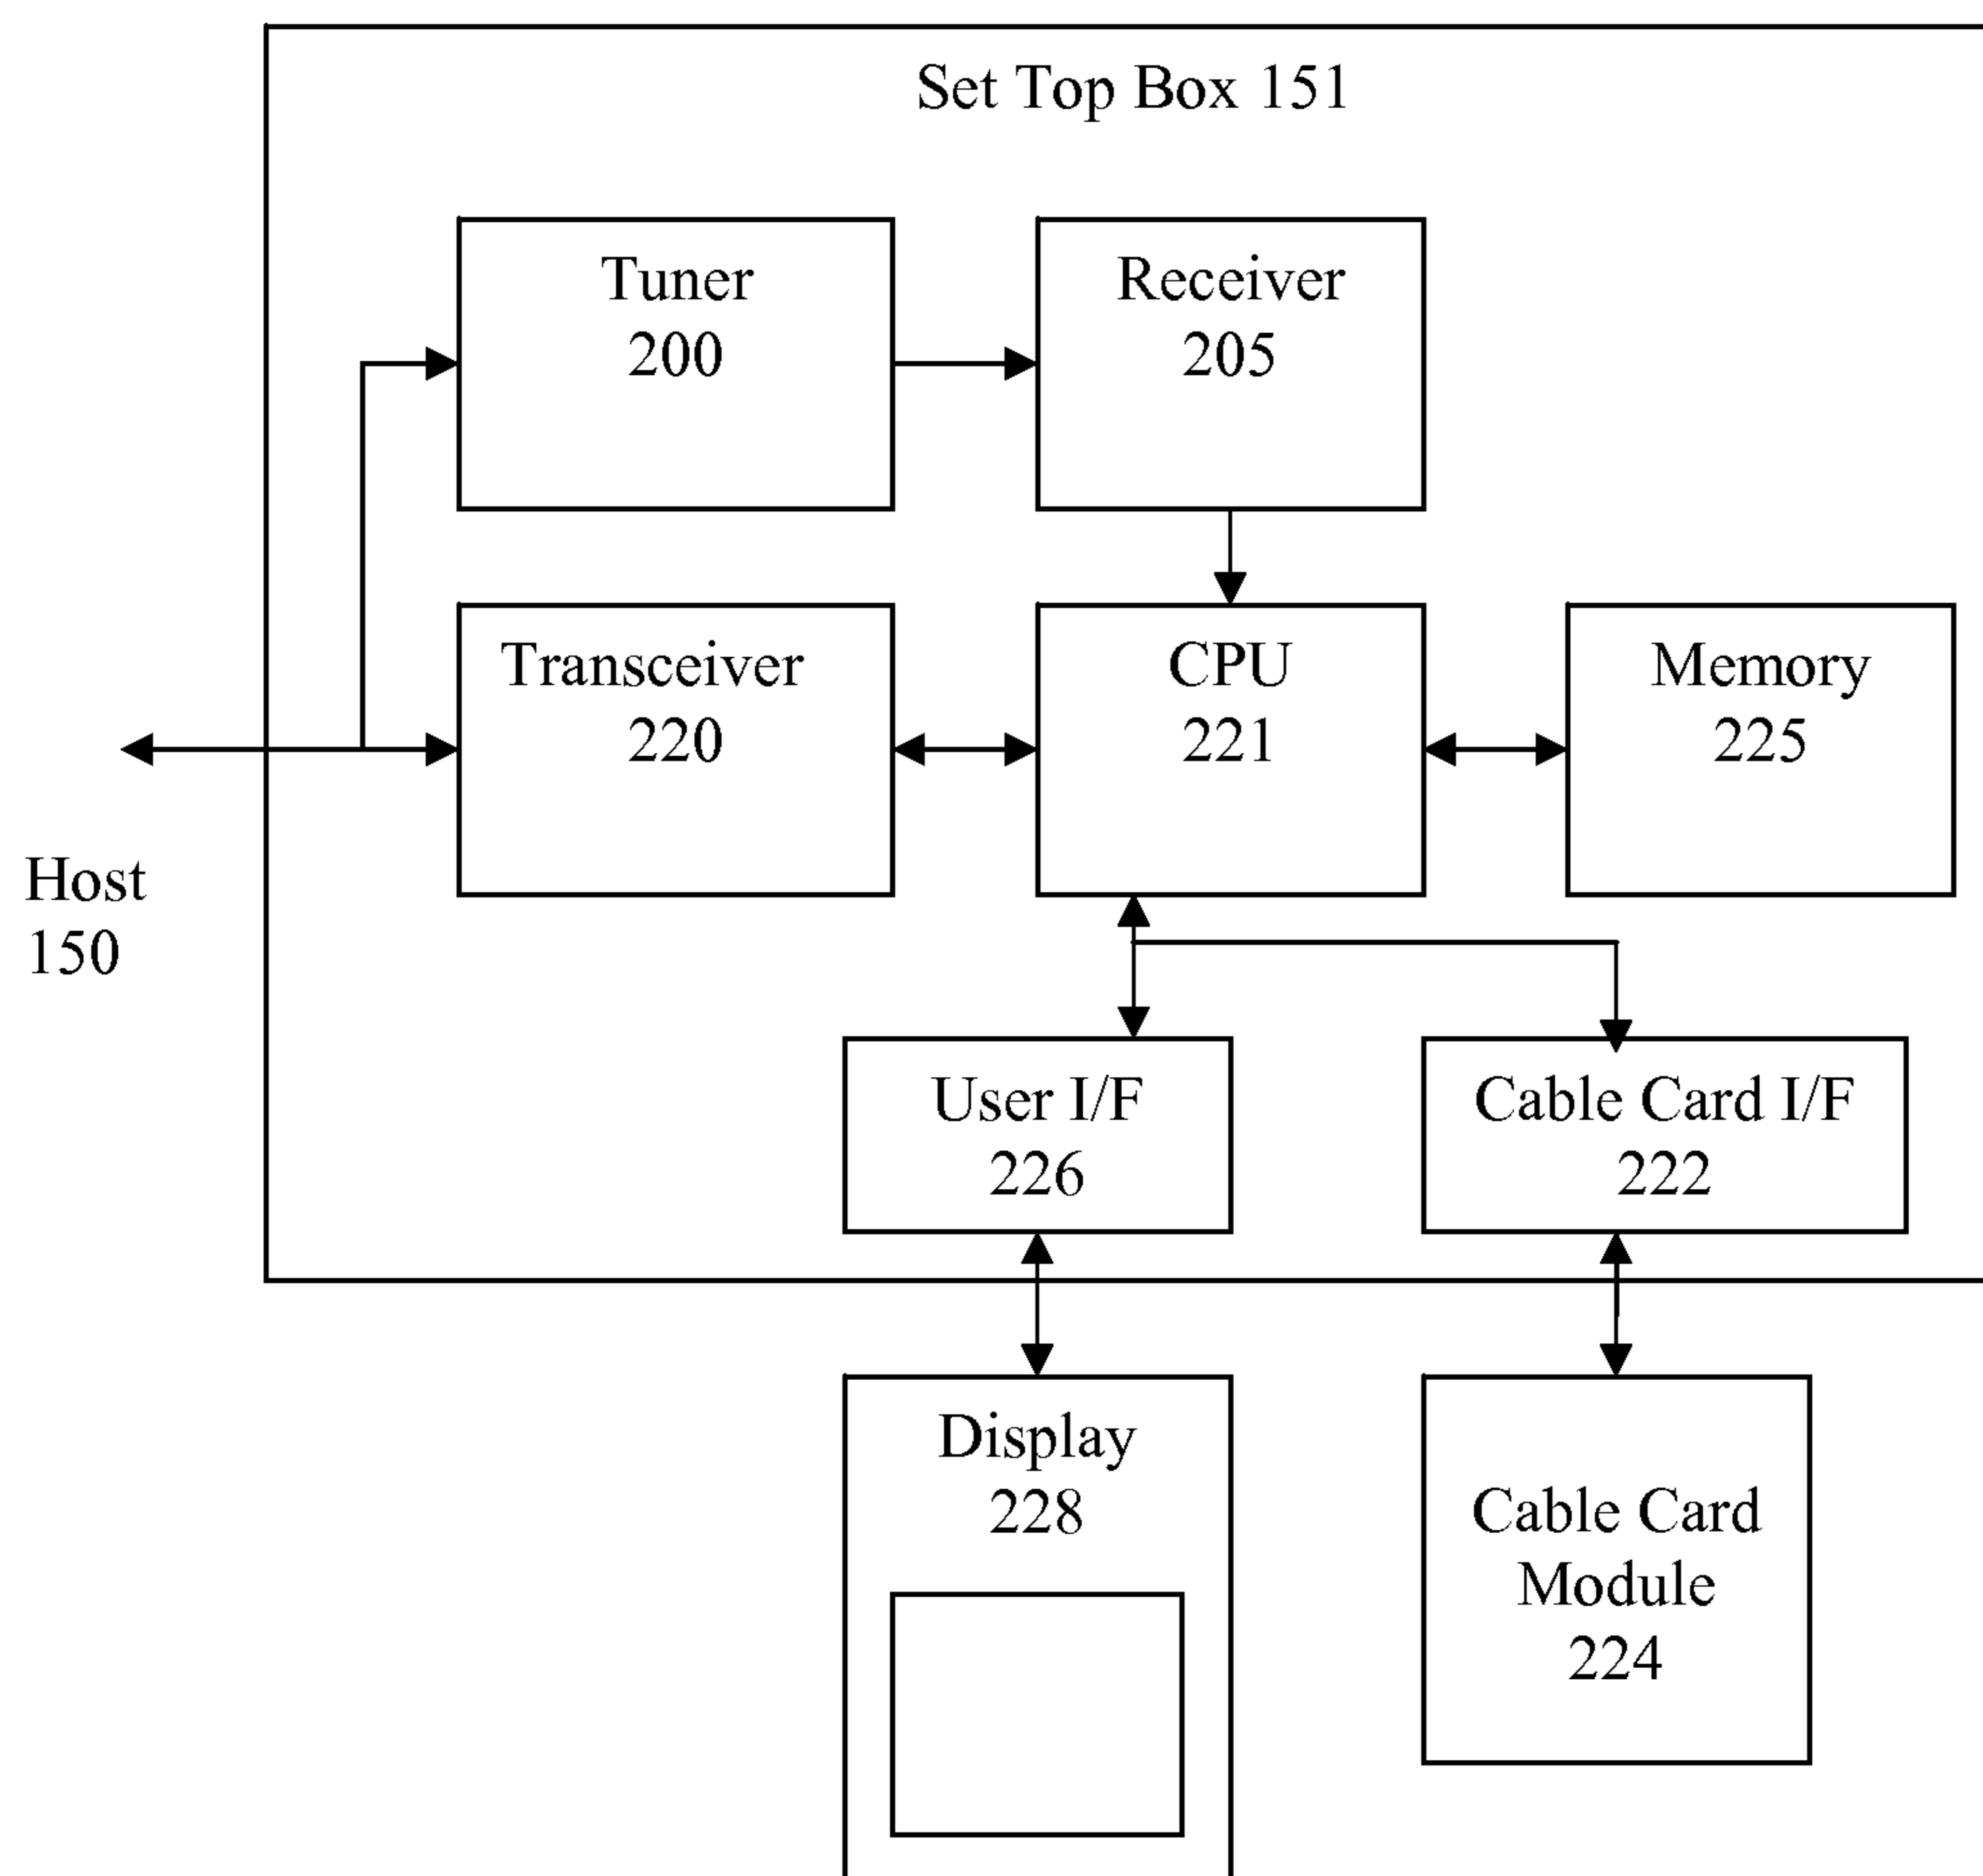 Set Top Box 151
Tuner
200
Receiver
205
Transceiver
220
CPU
221
Memory
225
Host
150
User I/F
226
Cable Card I/F
222
Display
228
Cable Card
Module
224